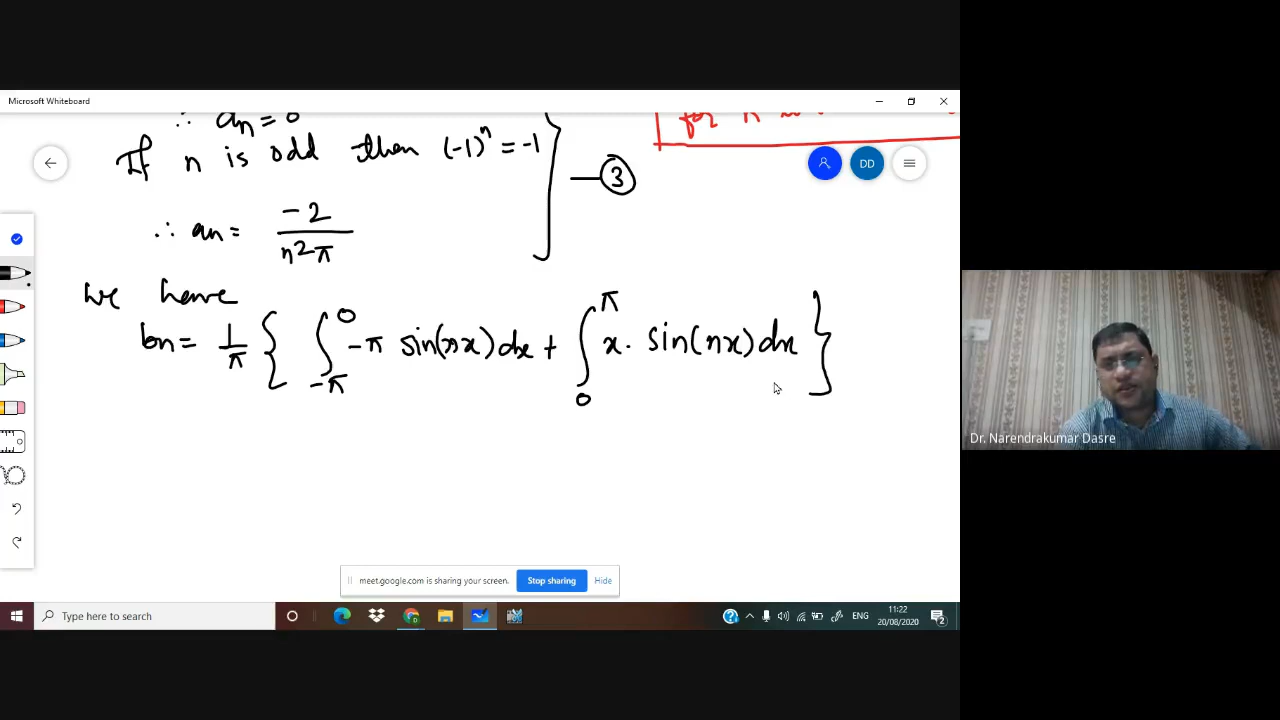 Microsoft Whiteboard
∴ an = 0
If n is odd then (-1)^n = -1
③
∴ an = -2 / n²π
DD
We have
bn = 1/π { ∫_{-π}^{0} -π sin(nx) dx + ∫_{0}^{π} x · sin(nx) dx }
Dr. Narendrakumar Dasre
meet.google.com is sharing your screen. Stop sharing Hide
Type here to search
ENG
11:22
20/08/2020
2